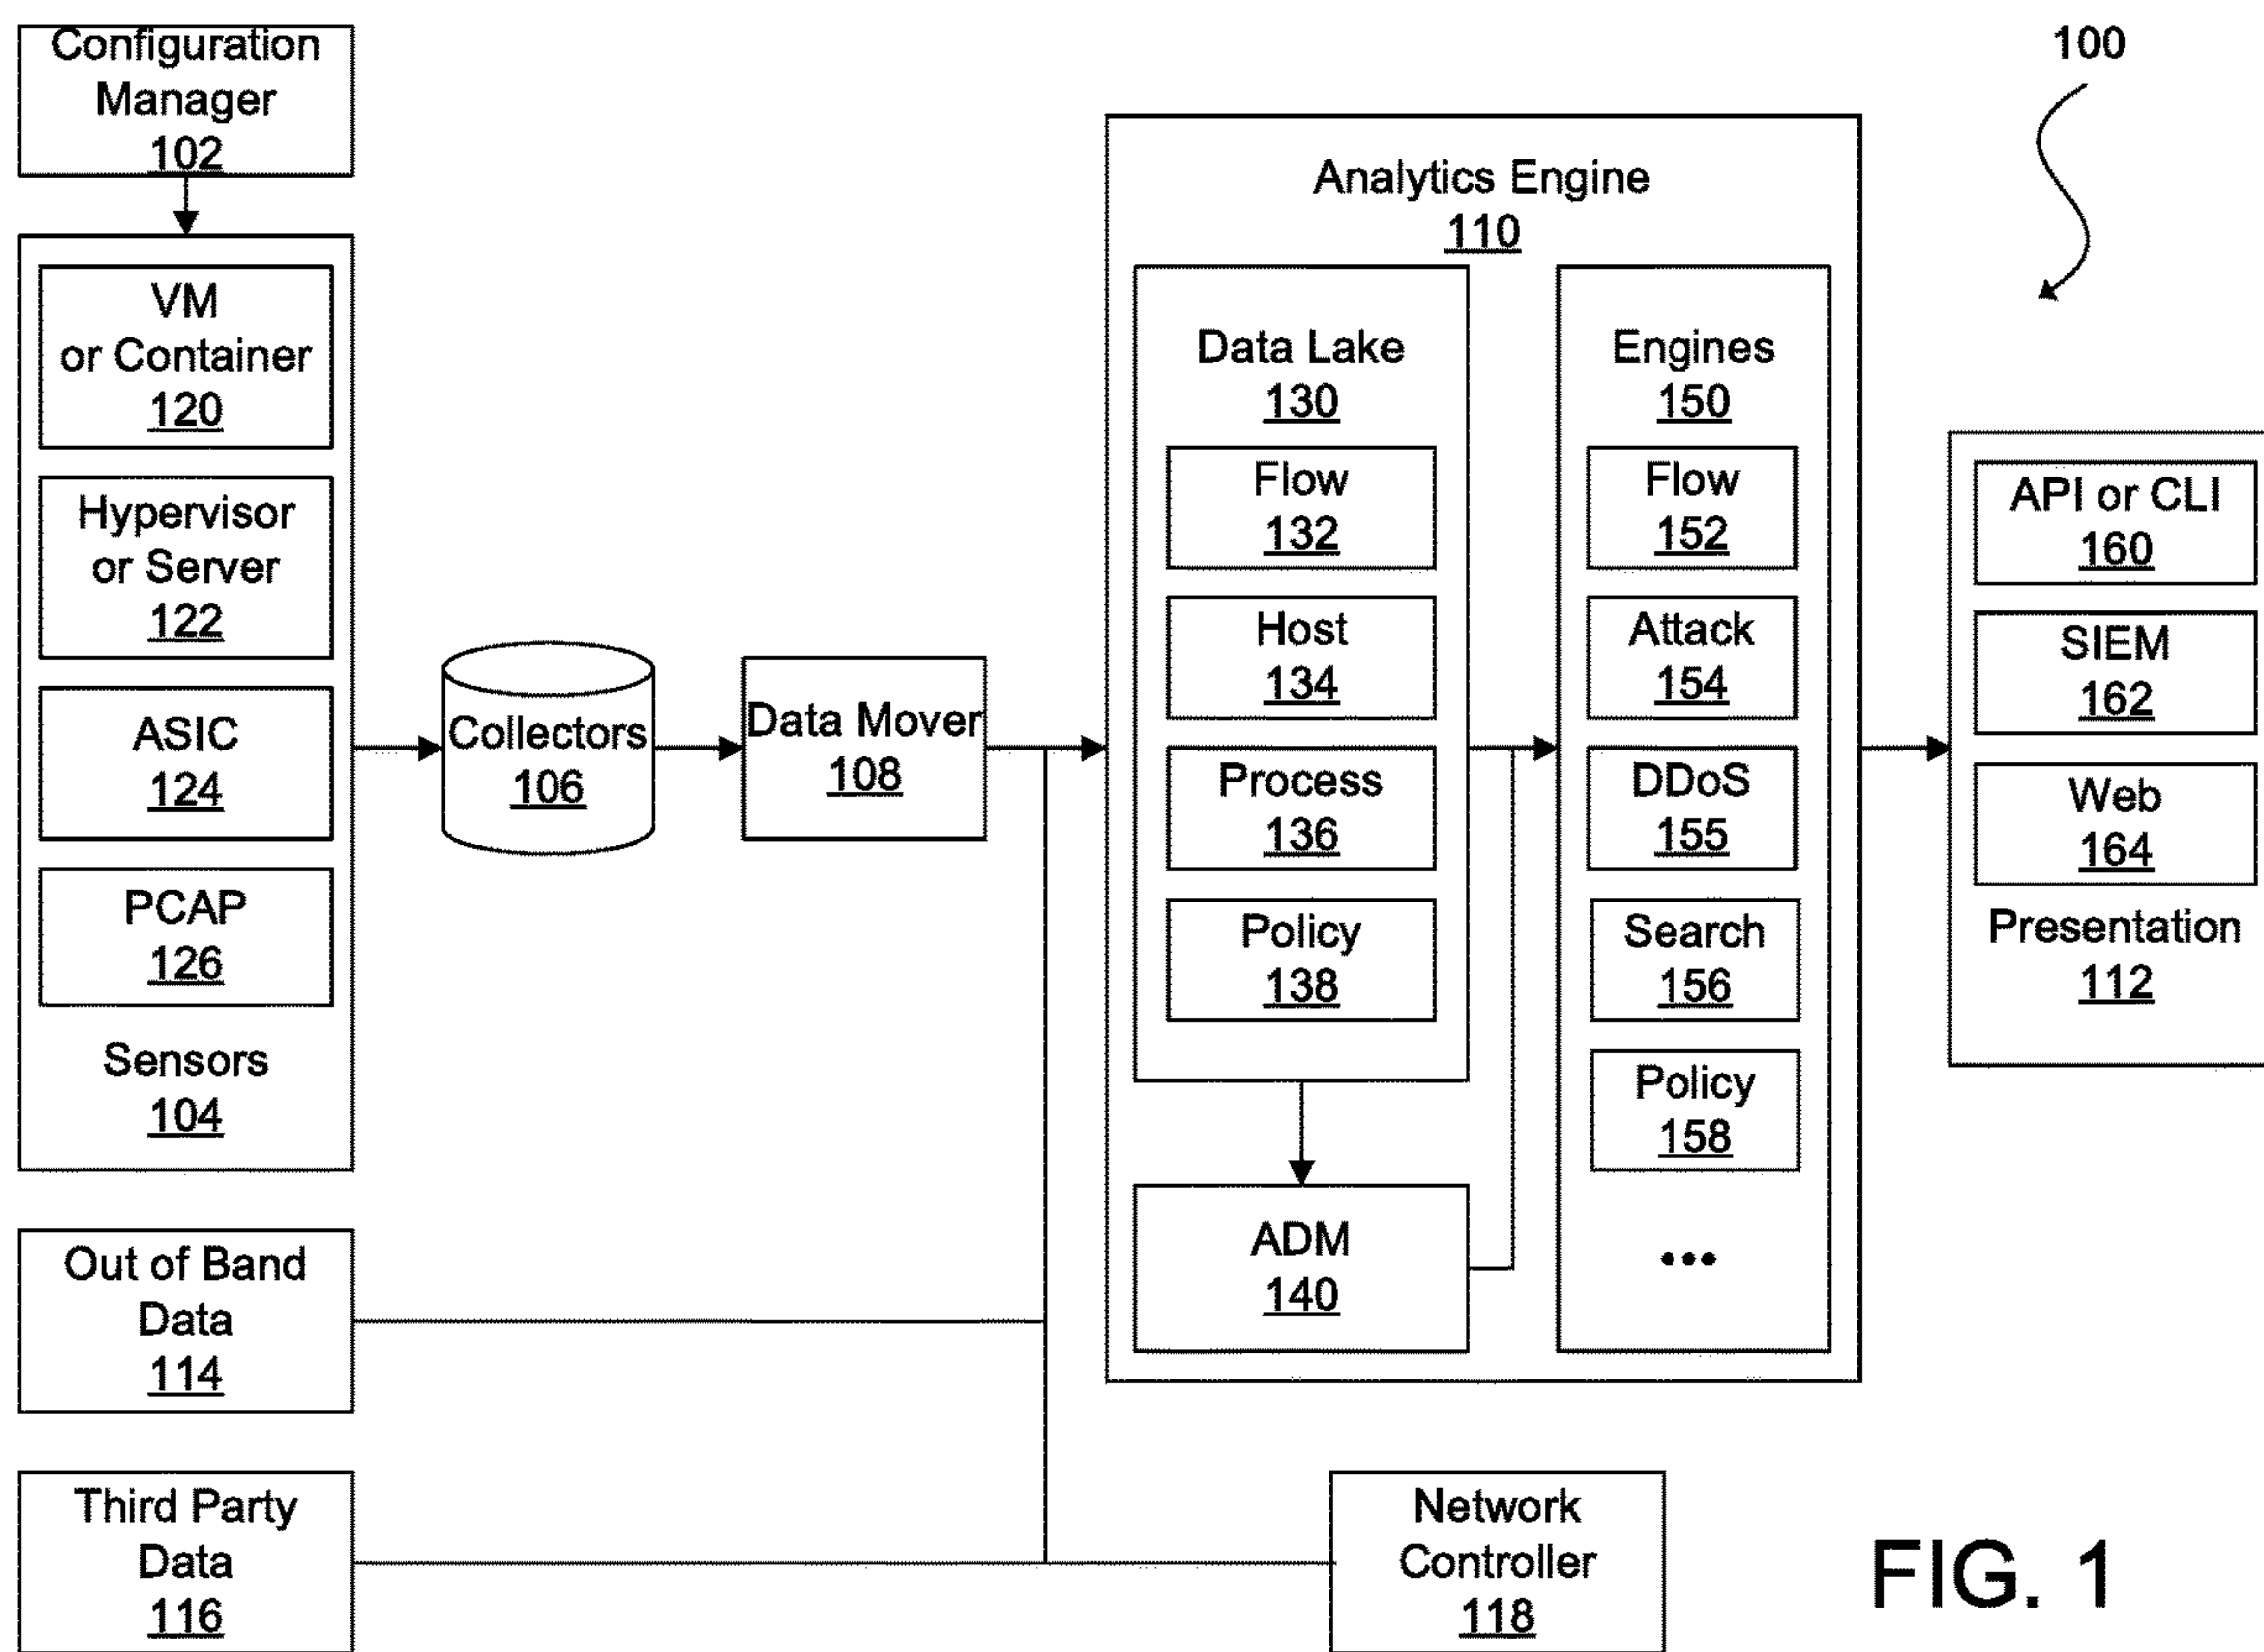 Configuration
Manager
102
100
VM
or Container
120
Hypervisor
or Server
122
ASIC
124
PCAP
126
Sensors
104
Collectors
106
Data Mover
108
Analytics Engine
110
Data Lake
130
Flow
132
Host
134
Process
136
Policy
138
ADM
140
Engines
150
Flow
152
Attack
154
DDoS
155
Search
156
Policy
158
...
API or CLI
160
SIEM
162
Web
164
Presentation
112
Out of Band
Data
114
Third Party
Data
116
Network
Controller
118
FIG. 1